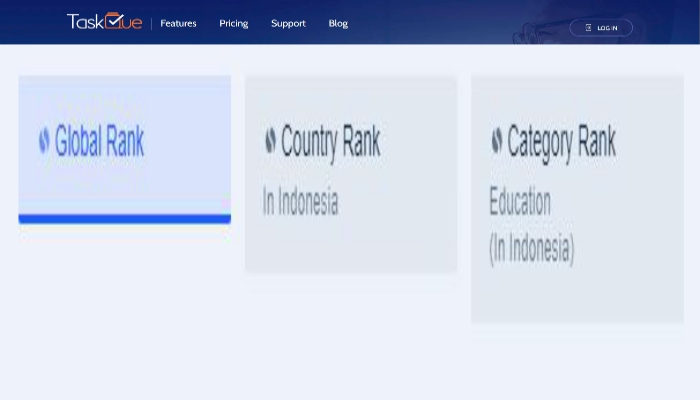 TaskQue
Features
Pricing
Support
Blog
LOG IN
Global Rank
Country Rank
In Indonesia
Category Rank
Education
(In Indonesia)